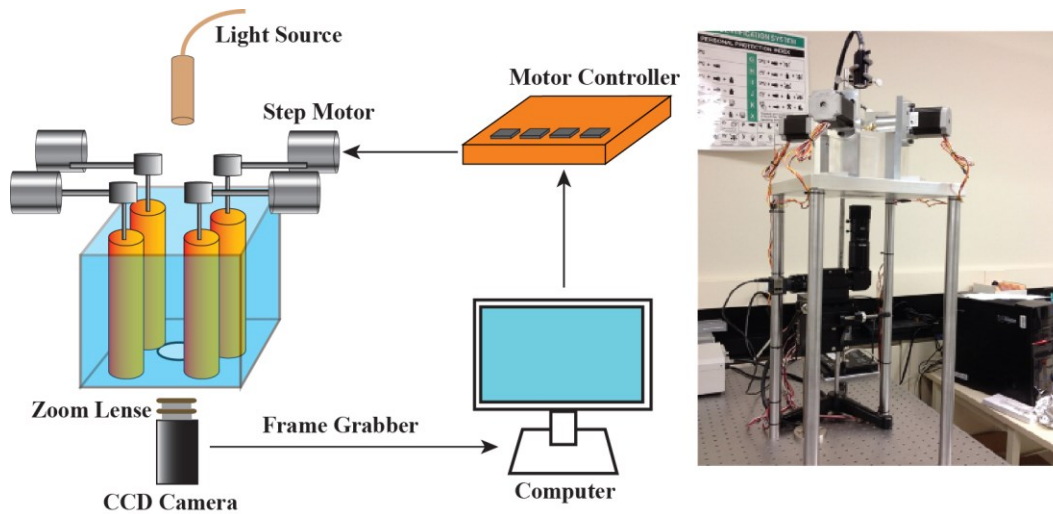 Light Source
Motor Controller
Step Motor
Zoom Lense
Frame Grabber
CCD Camera
Computer
PERSONAL PROTECTION INDEX